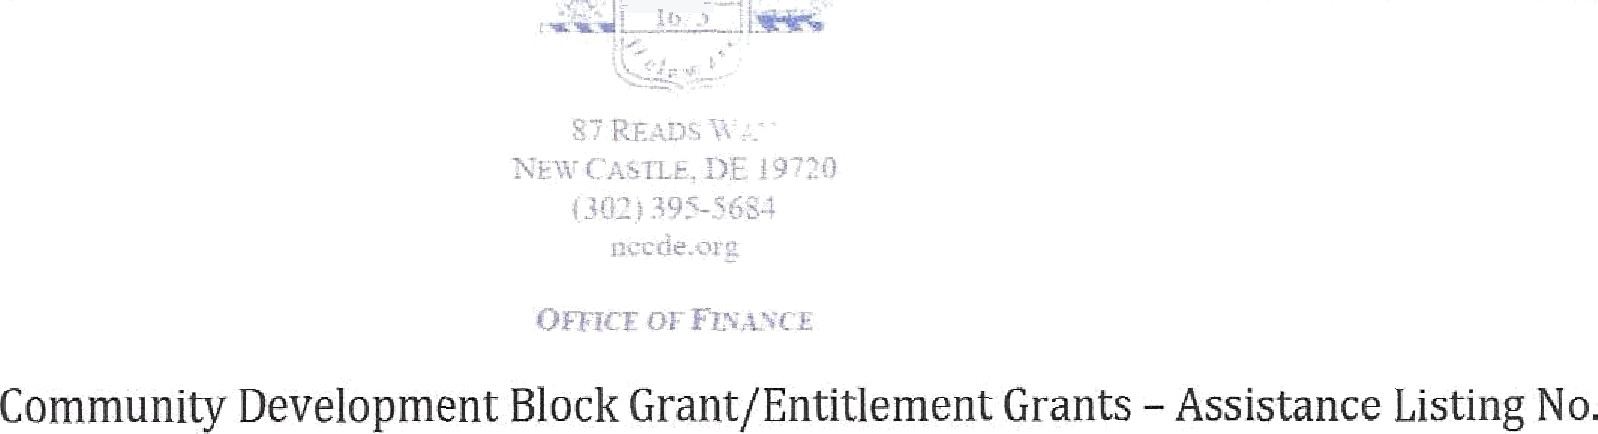 87 READS WAY
NEW CASTLE, DE 19720
(302) 395-5684
nccde.org
OFFICE OF FINANCE
Community Development Block Grant/Entitlement Grants – Assistance Listing No.